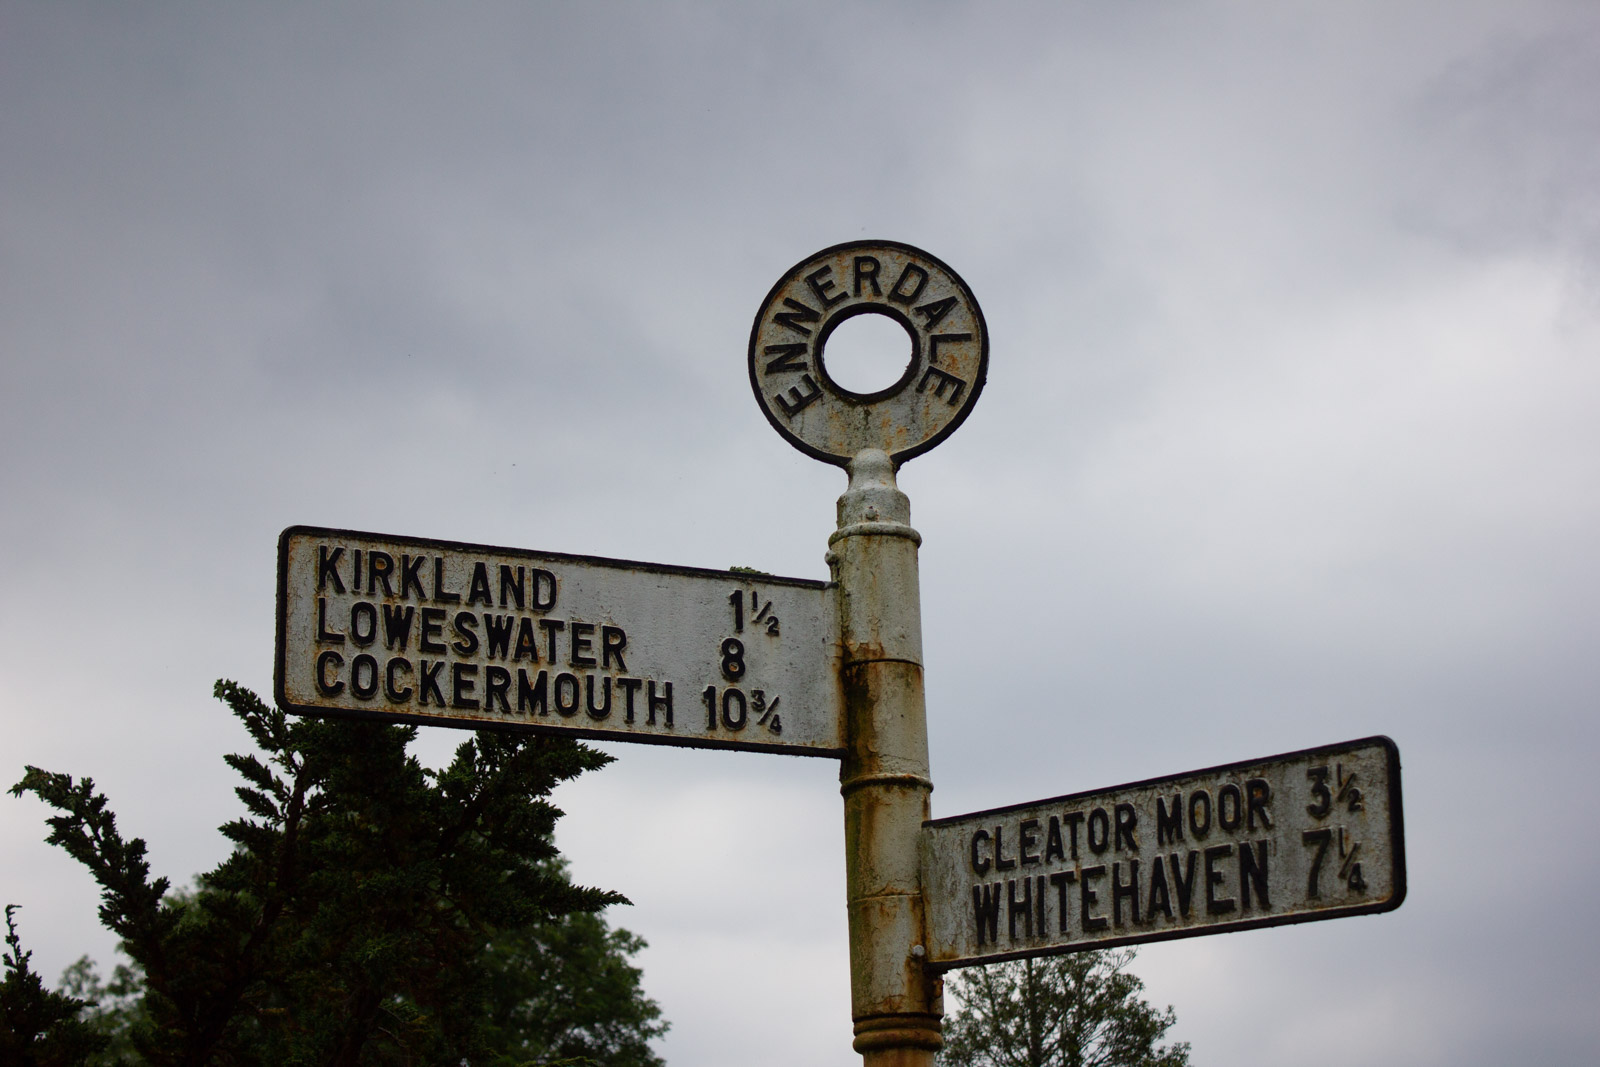 ENNERDALE
KIRKLAND 1½
LOWESWATER 8
COCKERMOUTH 10¾
CLEATOR MOOR 3½
WHITEHAVEN 7¼